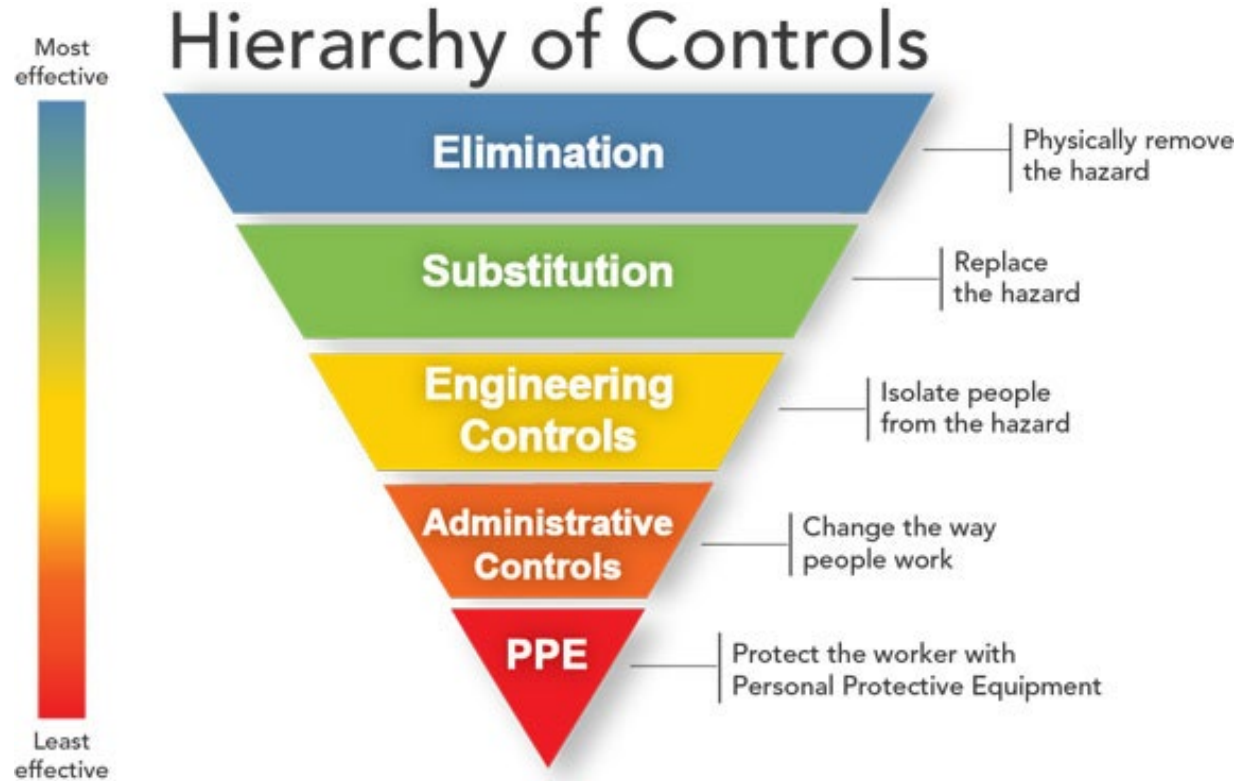 Hierarchy of Controls
Most
effective
Elimination
Physically remove
the hazard
Substitution
Replace
the hazard
Engineering
Controls
Isolate people
from the hazard
Administrative
Controls
Change the way
people work
PPE
Protect the worker with
Personal Protective Equipment
Least
effective